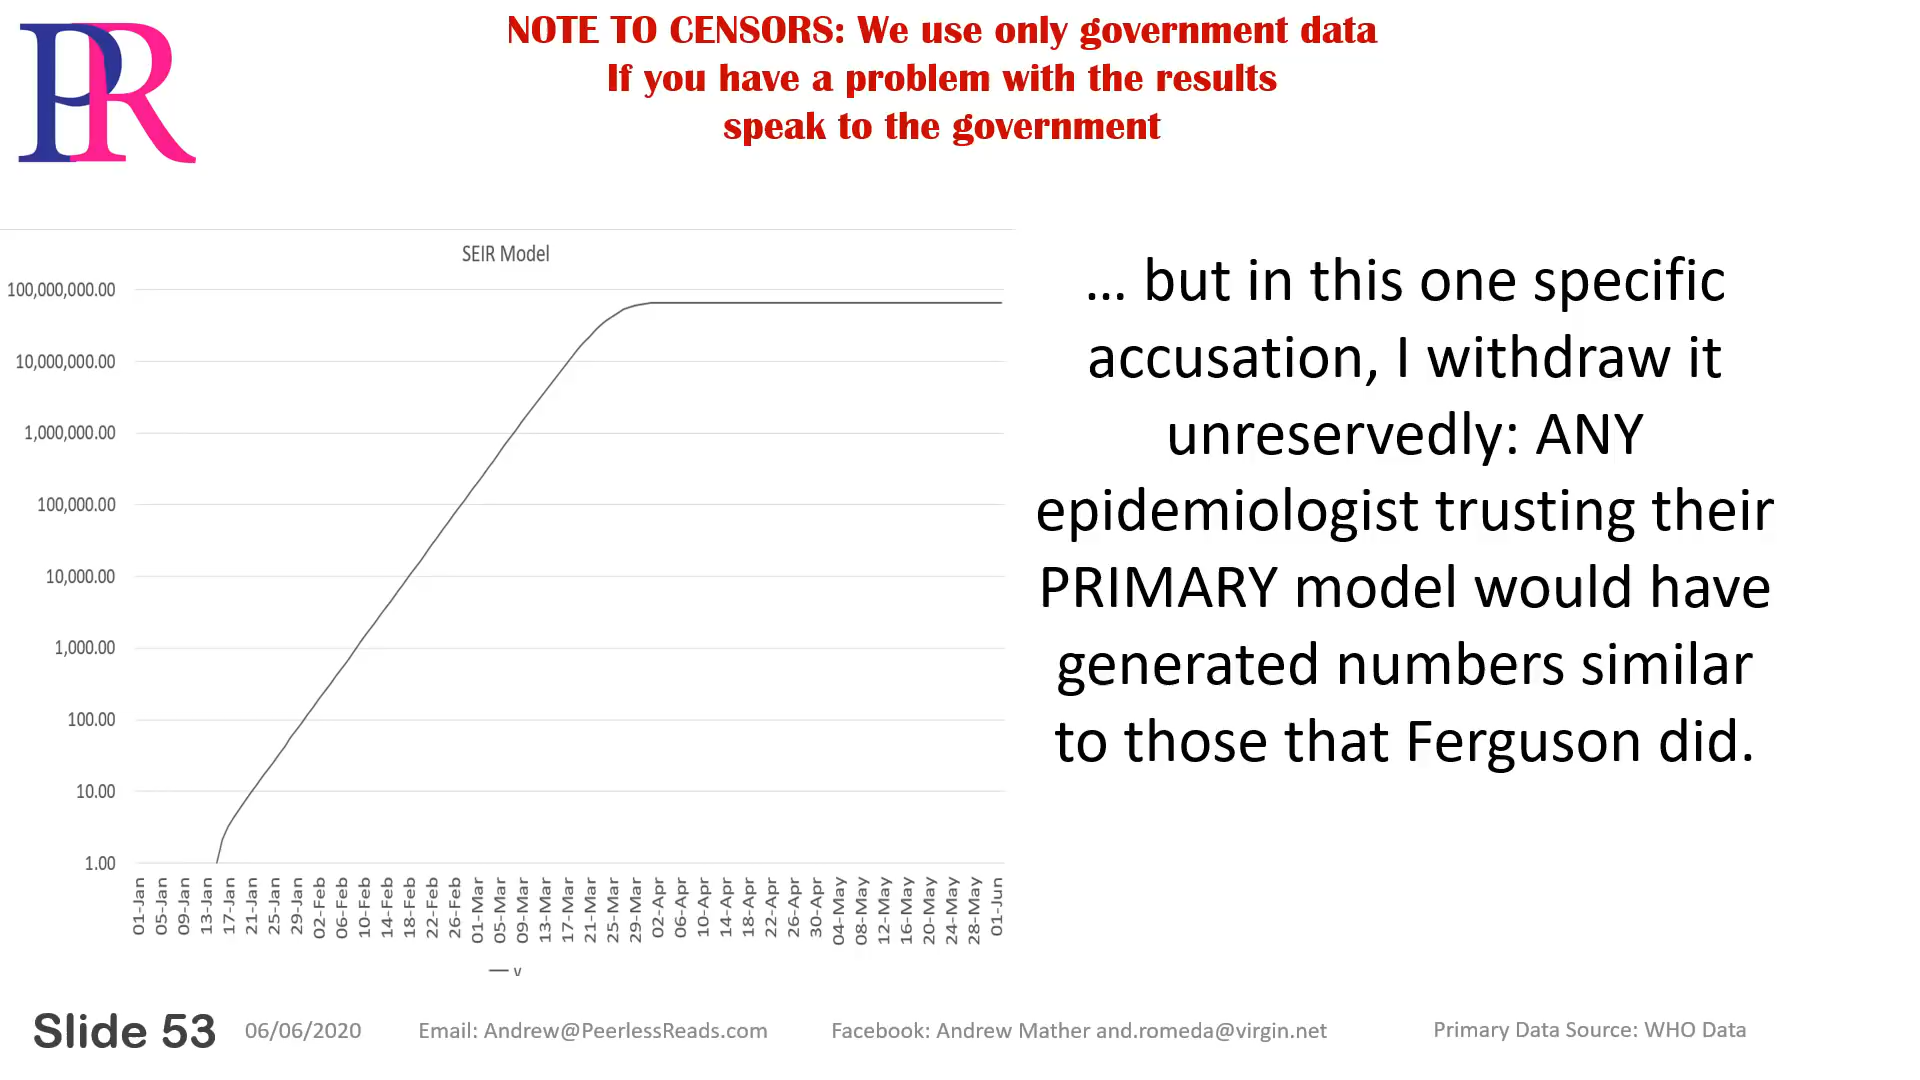 PR
NOTE TO CENSORS: We use only government data
If you have a problem with the results
speak to the government
SEIR Model
100,000,000.00
10,000,000.00
1,000,000.00
100,000.00
10,000.00
1,000.00
100.00
10.00
1.00
01-Jan
05-Jan
09-Jan
13-Jan
17-Jan
21-Jan
25-Jan
29-Jan
02-Feb
06-Feb
10-Feb
14-Feb
18-Feb
22-Feb
26-Feb
01-Mar
05-Mar
09-Mar
13-Mar
17-Mar
21-Mar
25-Mar
29-Mar
02-Apr
06-Apr
10-Apr
14-Apr
18-Apr
22-Apr
26-Apr
30-Apr
04-May
08-May
12-May
16-May
20-May
24-May
28-May
01-Jun
v
... but in this one specific
accusation, I withdraw it
unreservedly: ANY
epidemiologist trusting their
PRIMARY model would have
generated numbers similar
to those that Ferguson did.
Slide 53
06/06/2020
Email: Andrew@PeerlessReads.com
Facebook: Andrew Mather and.romeda@virgin.net
Primary Data Source: WHO Data